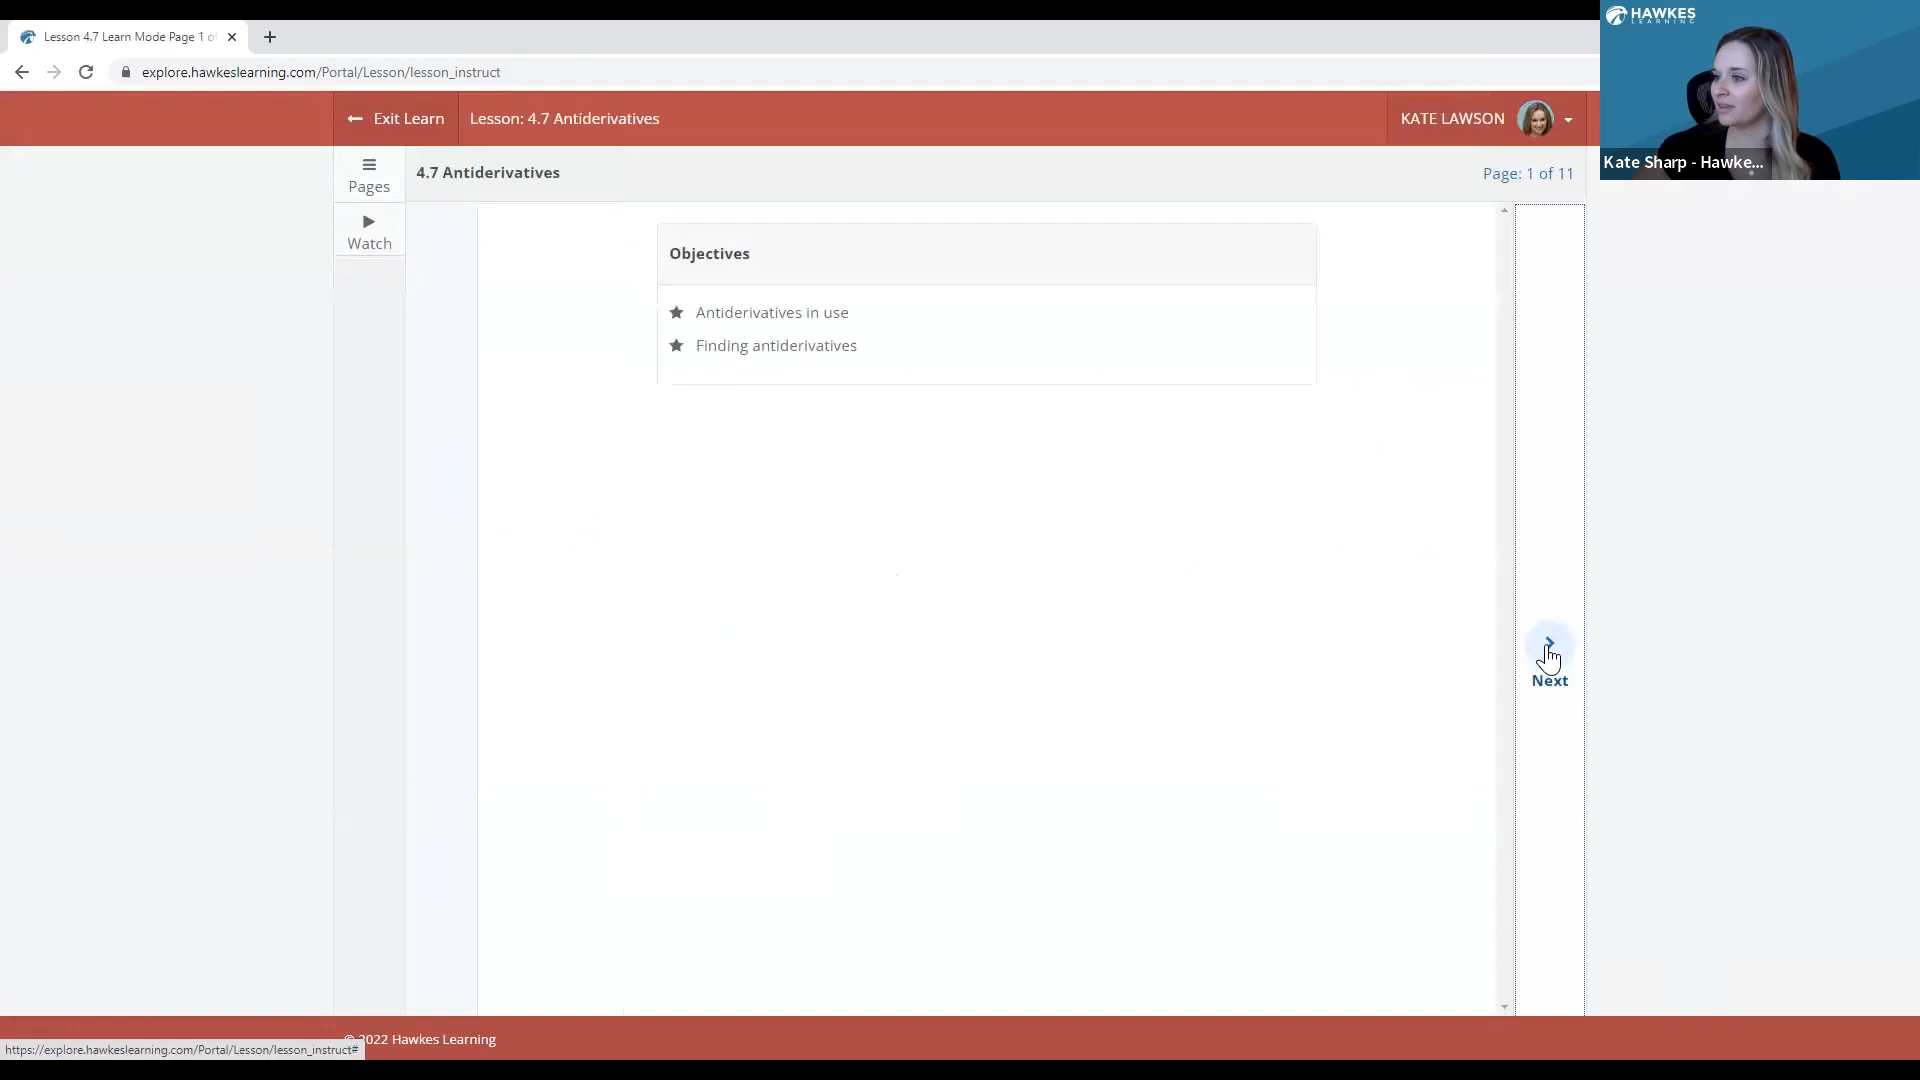 Lesson 4.7 Learn Mode Page 1 o
explore.hawkeslearning.com/Portal/Lesson/lesson_instruct
HAWKES
LEARNING
Kate Sharp - Hawke...
Exit Learn
Lesson: 4.7 Antiderivatives
KATE LAWSON
Pages
4.7 Antiderivatives
Page: 1 of 11
Watch
Objectives
Antiderivatives in use
Finding antiderivatives
Next
© 2022 Hawkes Learning
https://explore.hawkeslearning.com/Portal/Lesson/lesson_instruct#